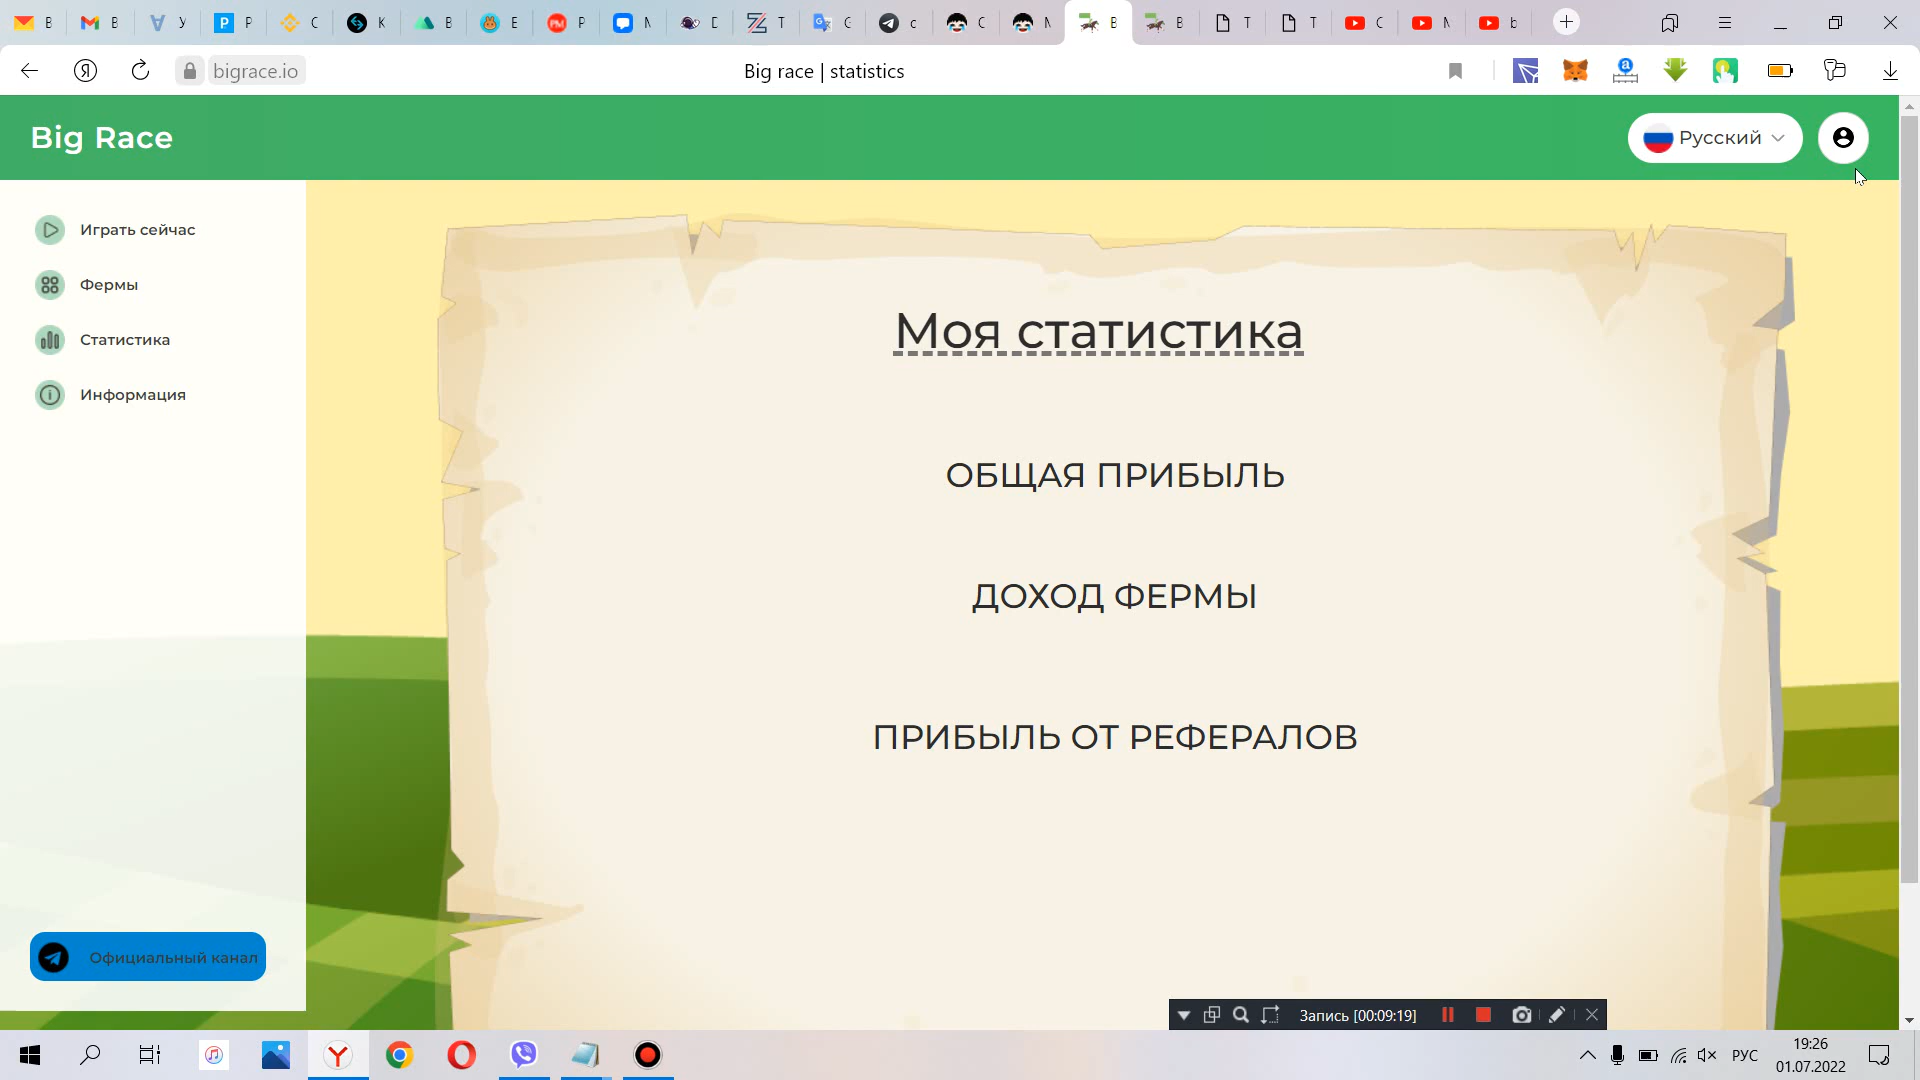 В
В
У
Р
С
К
В
Е
Р
М
D
T
G
с
С
М
В
В
Т
Т
С
М
b
bigrace.io
Big race | statistics
Big Race
Русский
Играть сейчас
Фермы
Статистика
Информация
Официальный канал
Моя статистика
ОБЩАЯ ПРИБЫЛЬ
ДОХОД ФЕРМЫ
ПРИБЫЛЬ ОТ РЕФЕРАЛОВ
Запись [00:09:19]
РУС
19:26
01.07.2022